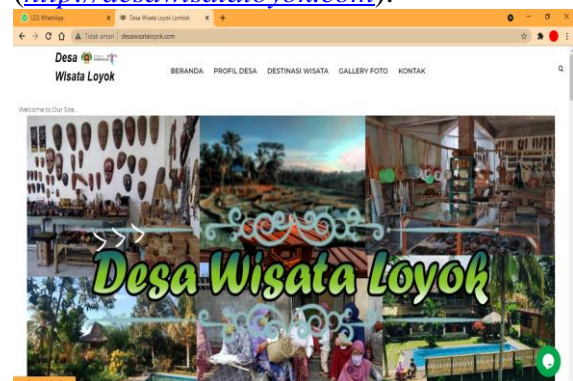 (http://desawisataloyok.com).
(22) WhatsApp
Desa Wisata Loyok Lombok
Tidak aman | desawisataloyok.com
Desa
Wisata Loyok
BERANDA PROFIL DESA DESTINASI WISATA GALLERY FOTO KONTAK
Welcome to Our Site..
>>>
Desa Wisata Loyok